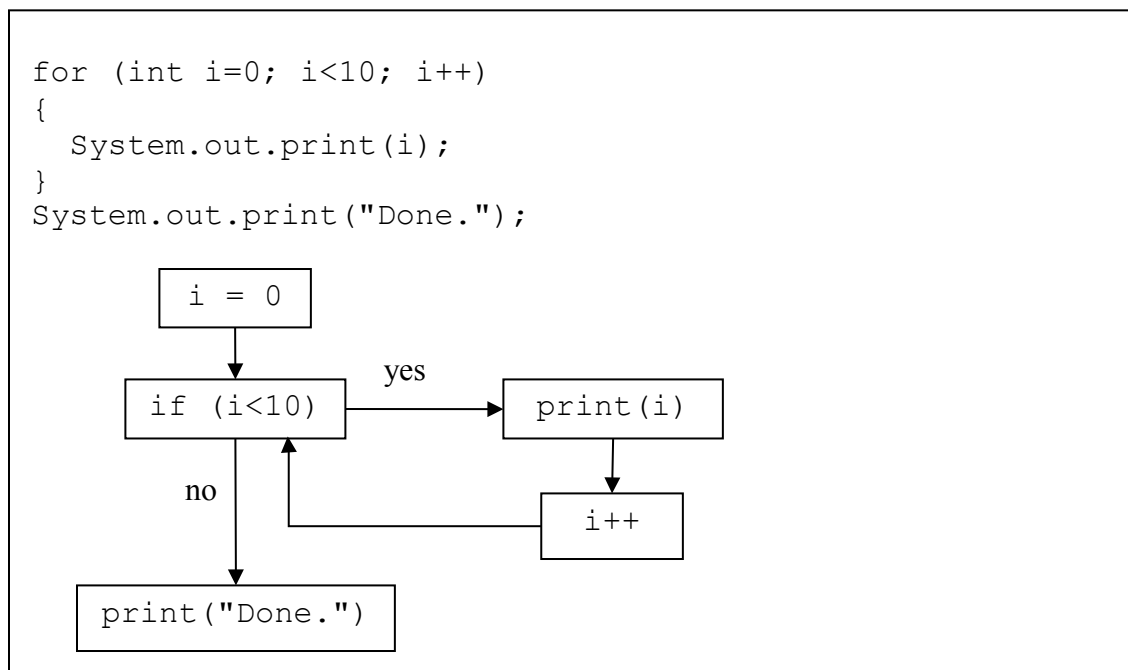 for (int i=0; i<10; i++)
{
  System.out.print(i);
}
System.out.print("Done.");
i = 0
yes
if (i<10)
print(i)
no
i++
print("Done.")